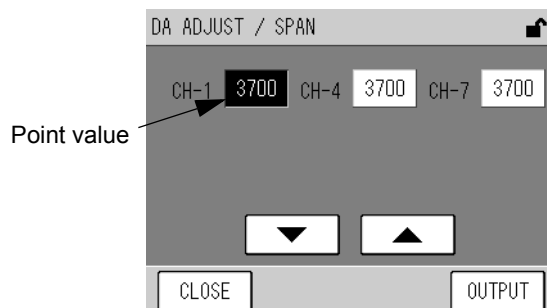 DA ADJUST / SPAN
CH-1 3700 CH-4 3700 CH-7 3700
Point value
CLOSE OUTPUT